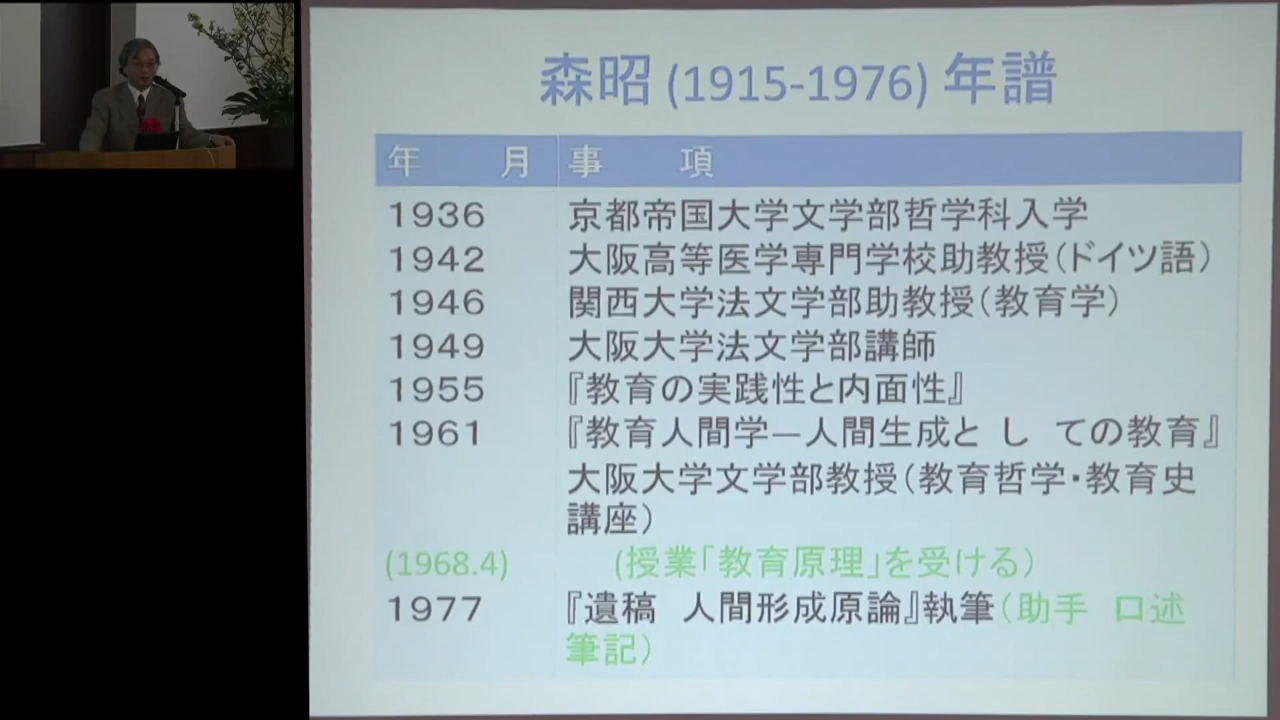 森昭 (1915-1976) 年譜
年　　月 事　　項
1936 京都帝国大学文学部哲学科入学
1942 大阪高等医学専門学校助教授（ドイツ語）
1946 関西大学法文学部助教授（教育学）
1949 大阪大学法文学部講師
1955 『教育の実践性と内面性』
1961 『教育人間学―人間生成と し ての教育』
大阪大学文学部教授（教育哲学・教育史
講座）
(1968.4) (授業「教育原理」を受ける）
1977 『遺稿　人間形成原論』執筆（助手　口述
筆記）